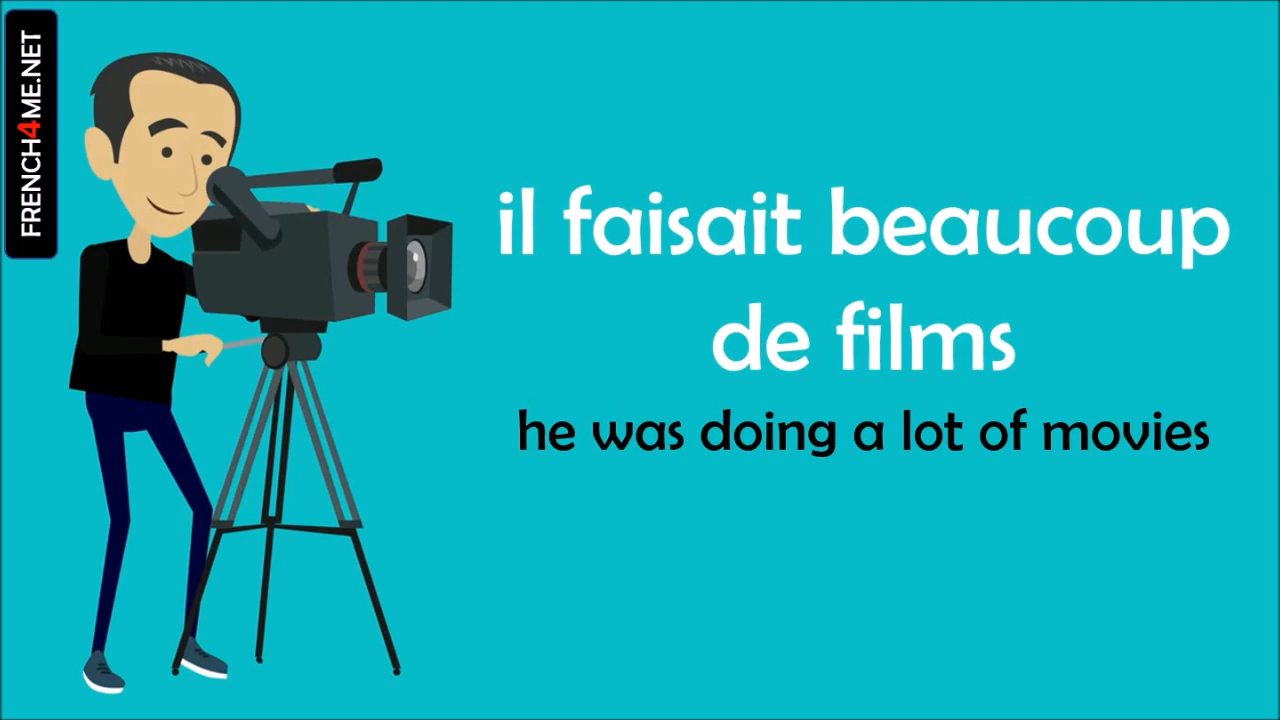 FRENCH4ME.NET
il faisait beaucoup
de films
he was doing a lot of movies